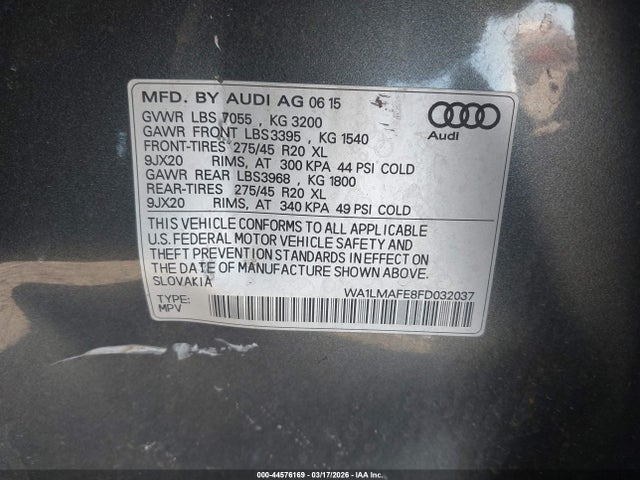 MFD. BY AUDI AG 06 15
GVWR LBS 7055 , KG 3200
GAWR FRONT LBS3395 , KG 1540
FRONT-TIRES 275/45 R20 XL
9JX20 RIMS, AT 300 KPA 44 PSI COLD
GAWR REAR LBS3968 , KG 1800
REAR-TIRES 275/45 R20 XL
9JX20 RIMS, AT 340 KPA 49 PSI COLD
Audi
THIS VEHICLE CONFORMS TO ALL APPLICABLE
U.S. FEDERAL MOTOR VEHICLE SAFETY AND
THEFT PREVENTION STANDARDS IN EFFECT ON
THE DATE OF MANUFACTURE SHOWN ABOVE.
SLOVAKIA
WA1LMAFE8FD032037
TYPE:
MPV
000-44576169 - 03/17/2026 - IAA Inc.